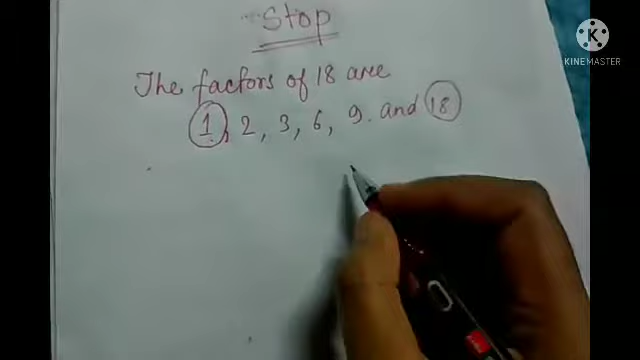 Stop
The factors of 18 are
1, 2, 3, 6, 9. and 18
K
KINEMASTER